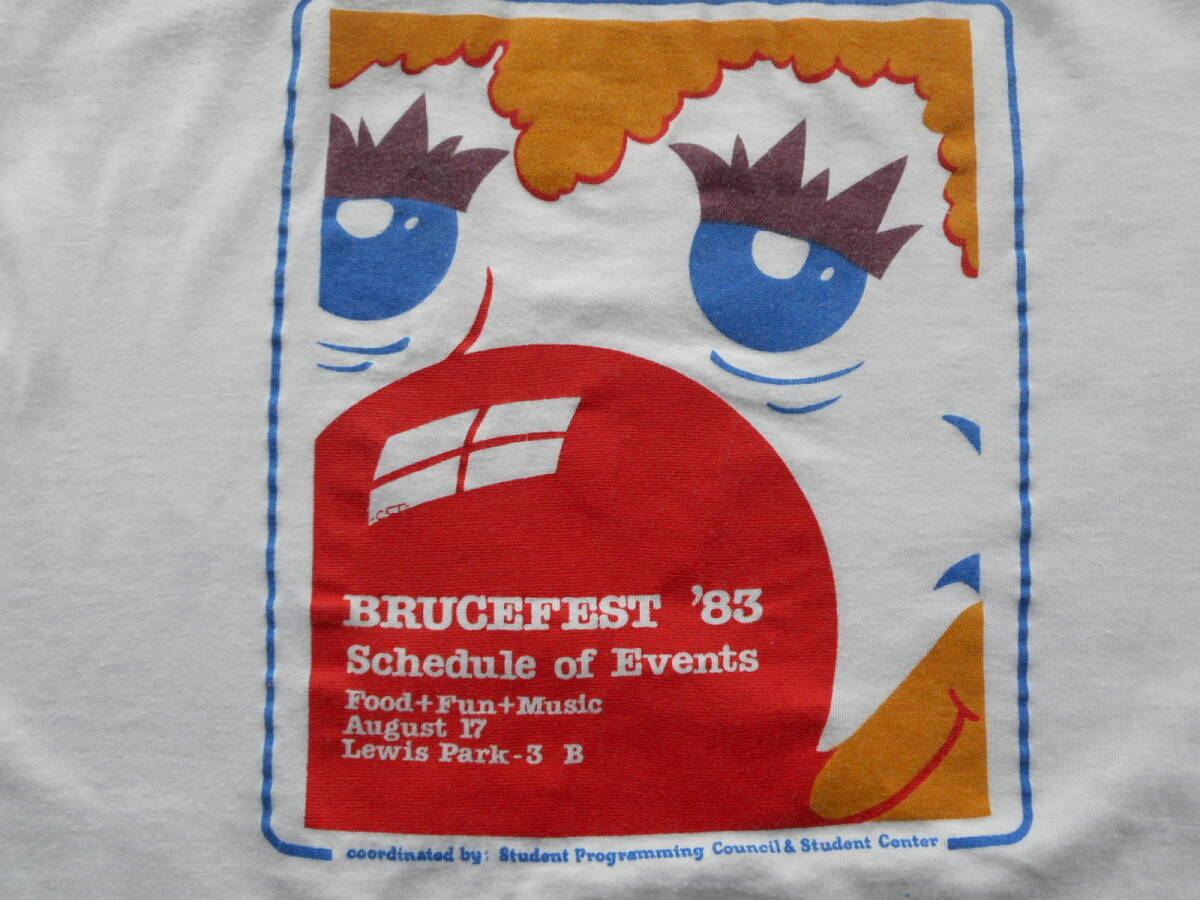 -CST-
BRUCEFEST '83
Schedule of Events
Food+Fun+Music
August 17
Lewis Park-3 B
coordinated by: Student Programming Council & Student Center